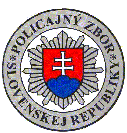 POLICAJNÝ ZBOR
SLOVENSKEJ REPUBLIKY